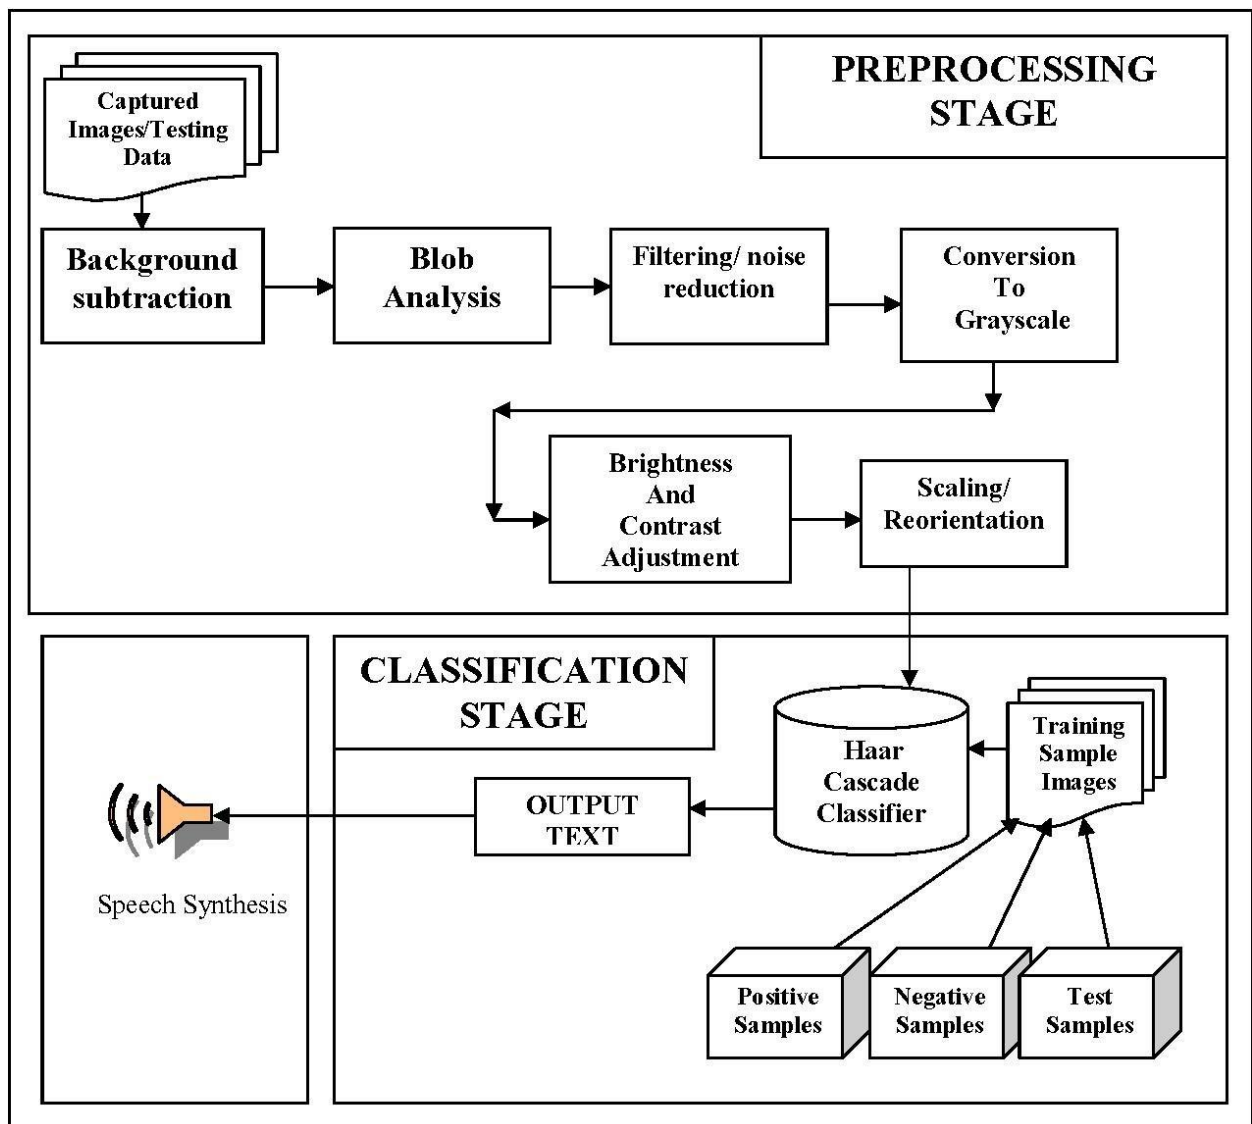 PREPROCESSING
STAGE
Captured
Images/Testing
Data
Background
subtraction
Blob
Analysis
Filtering/ noise
reduction
Conversion
To
Grayscale
Brightness
And
Contrast
Adjustment
Scaling/
Reorientation
CLASSIFICATION
STAGE
Haar
Cascade
Classifier
Training
Sample
Images
OUTPUT
TEXT
Speech Synthesis
Positive
Samples
Negative
Samples
Test
Samples